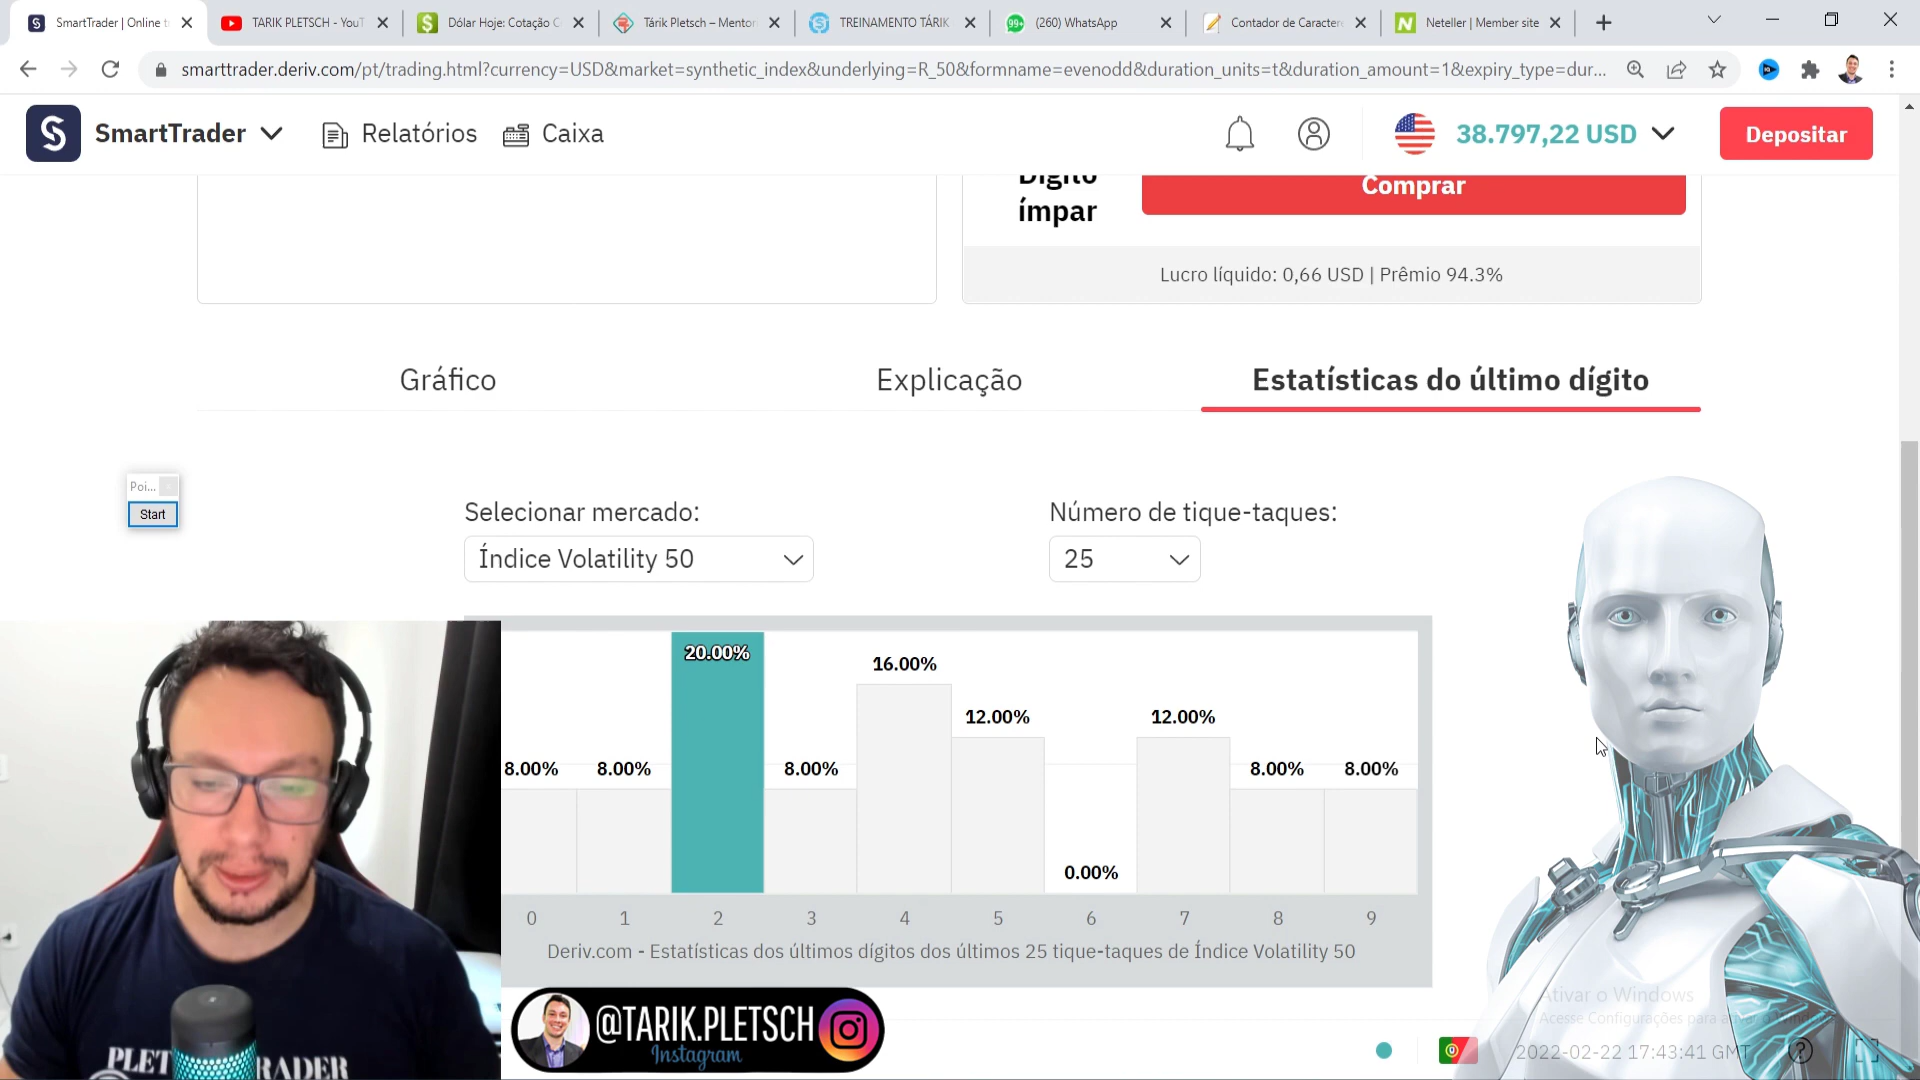 SmartTrader | Online t
TARIK PLETSCH - YouT
Dólar Hoje: Cotação C
Tárik Pletsch – Mentor
TREINAMENTO TÁRIK
(260) WhatsApp
Contador de Caractere
Neteller | Member site
smarttrader.deriv.com/pt/trading.html?currency=USD&market=synthetic_index&underlying=R_50&formname=evenodd&duration_units=t&duration_amount=1&expiry_type=dur...
SmartTrader
Relatórios
Caixa
38.797,22 USD
Depositar
Dígito
ímpar
Comprar
Lucro líquido: 0,66 USD | Prêmio 94.3%
Gráfico
Explicação
Estatísticas do último dígito
Poi...
Start
Selecionar mercado:
Número de tique-taques:
Índice Volatility 50
25
20.00%
16.00%
12.00%
12.00%
8.00%
8.00%
8.00%
8.00%
8.00%
0.00%
0 1 2 3 4 5 6 7 8 9
Deriv.com - Estatísticas dos últimos dígitos dos últimos 25 tique-taques de Índice Volatility 50
@TARIK.PLETSCH
Instagram
Ativar o Windows
Acesse Configurações para
2022-02-22 17:43:41 GMT